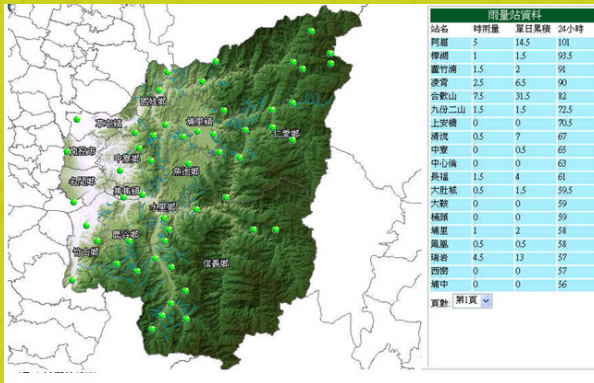 國姓鄉
埔里鎮
仁愛鄉
草屯鎮
南投市
中寮鄉
魚池鄉
名間鄉
集集鎮
水里鄉
鹿谷鄉
竹山鄉
信義鄉
雨量站資料
站名 時雨量 單日累積 24小時
阿眉 5 14.5 101
樟湖 1 1.5 93.5
蘆竹湳 1.5 2 91
凌霄 2.5 6.5 90
合歡山 7.5 31.5 82
九份二山 1.5 1.5 72.5
上安橋 0 0 70.5
清流 0.5 7 67
中寮 0 0.5 65
中心倫 0 0 63
長福 1.5 4 61
大肚城 0.5 1.5 59.5
大鞍 0 0 59
桶頭 0 0 59
埔里 1 2 58
鳳凰 0.5 0.5 58
瑞岩 4.5 13 57
西巒 0 0 57
埔中 0 0 56
頁數: 第1頁